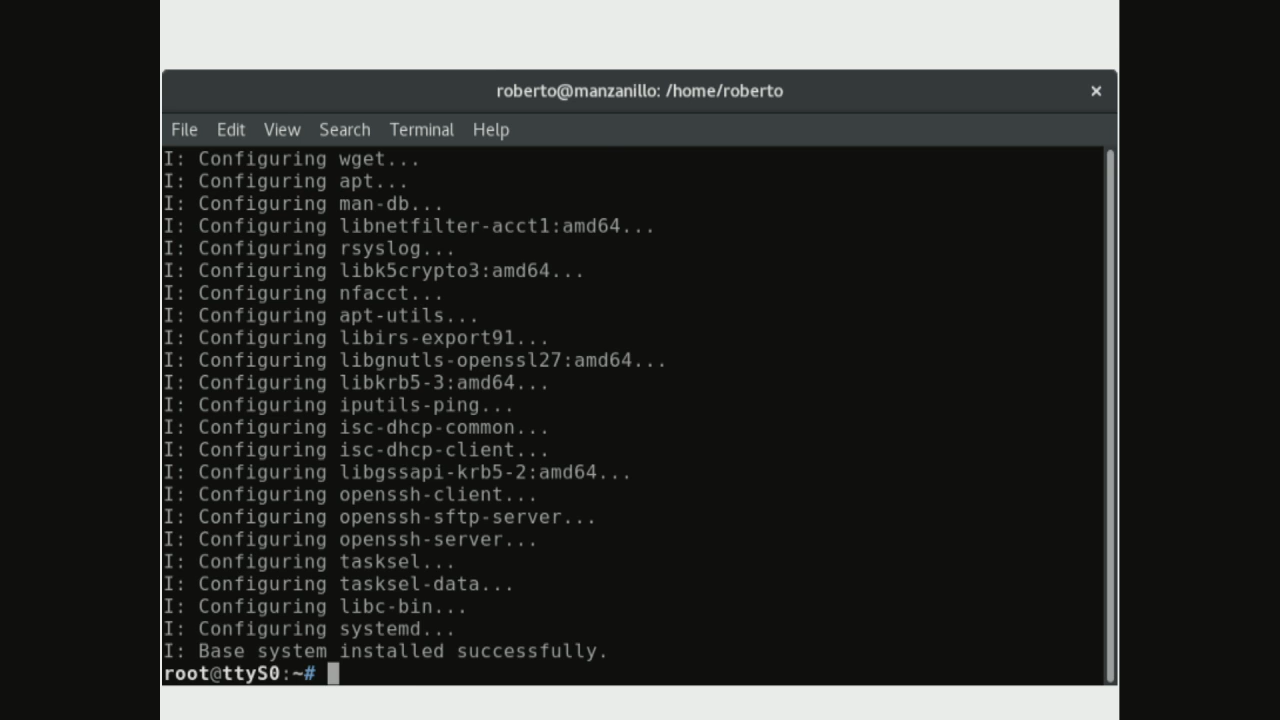 roberto@manzanillo: /home/roberto
×
File Edit View Search Terminal Help
I: Configuring wget...
I: Configuring apt...
I: Configuring man-db...
I: Configuring libnetfilter-acct1:amd64...
I: Configuring rsyslog...
I: Configuring libk5crypto3:amd64...
I: Configuring nfacct...
I: Configuring apt-utils...
I: Configuring libirs-export91...
I: Configuring libgnutls-openssl27:amd64...
I: Configuring libkrb5-3:amd64...
I: Configuring iputils-ping...
I: Configuring isc-dhcp-common...
I: Configuring isc-dhcp-client...
I: Configuring libgssapi-krb5-2:amd64...
I: Configuring openssh-client...
I: Configuring openssh-sftp-server...
I: Configuring openssh-server...
I: Configuring tasksel...
I: Configuring tasksel-data...
I: Configuring libc-bin...
I: Configuring systemd...
I: Base system installed successfully.
root@ttyS0:~#